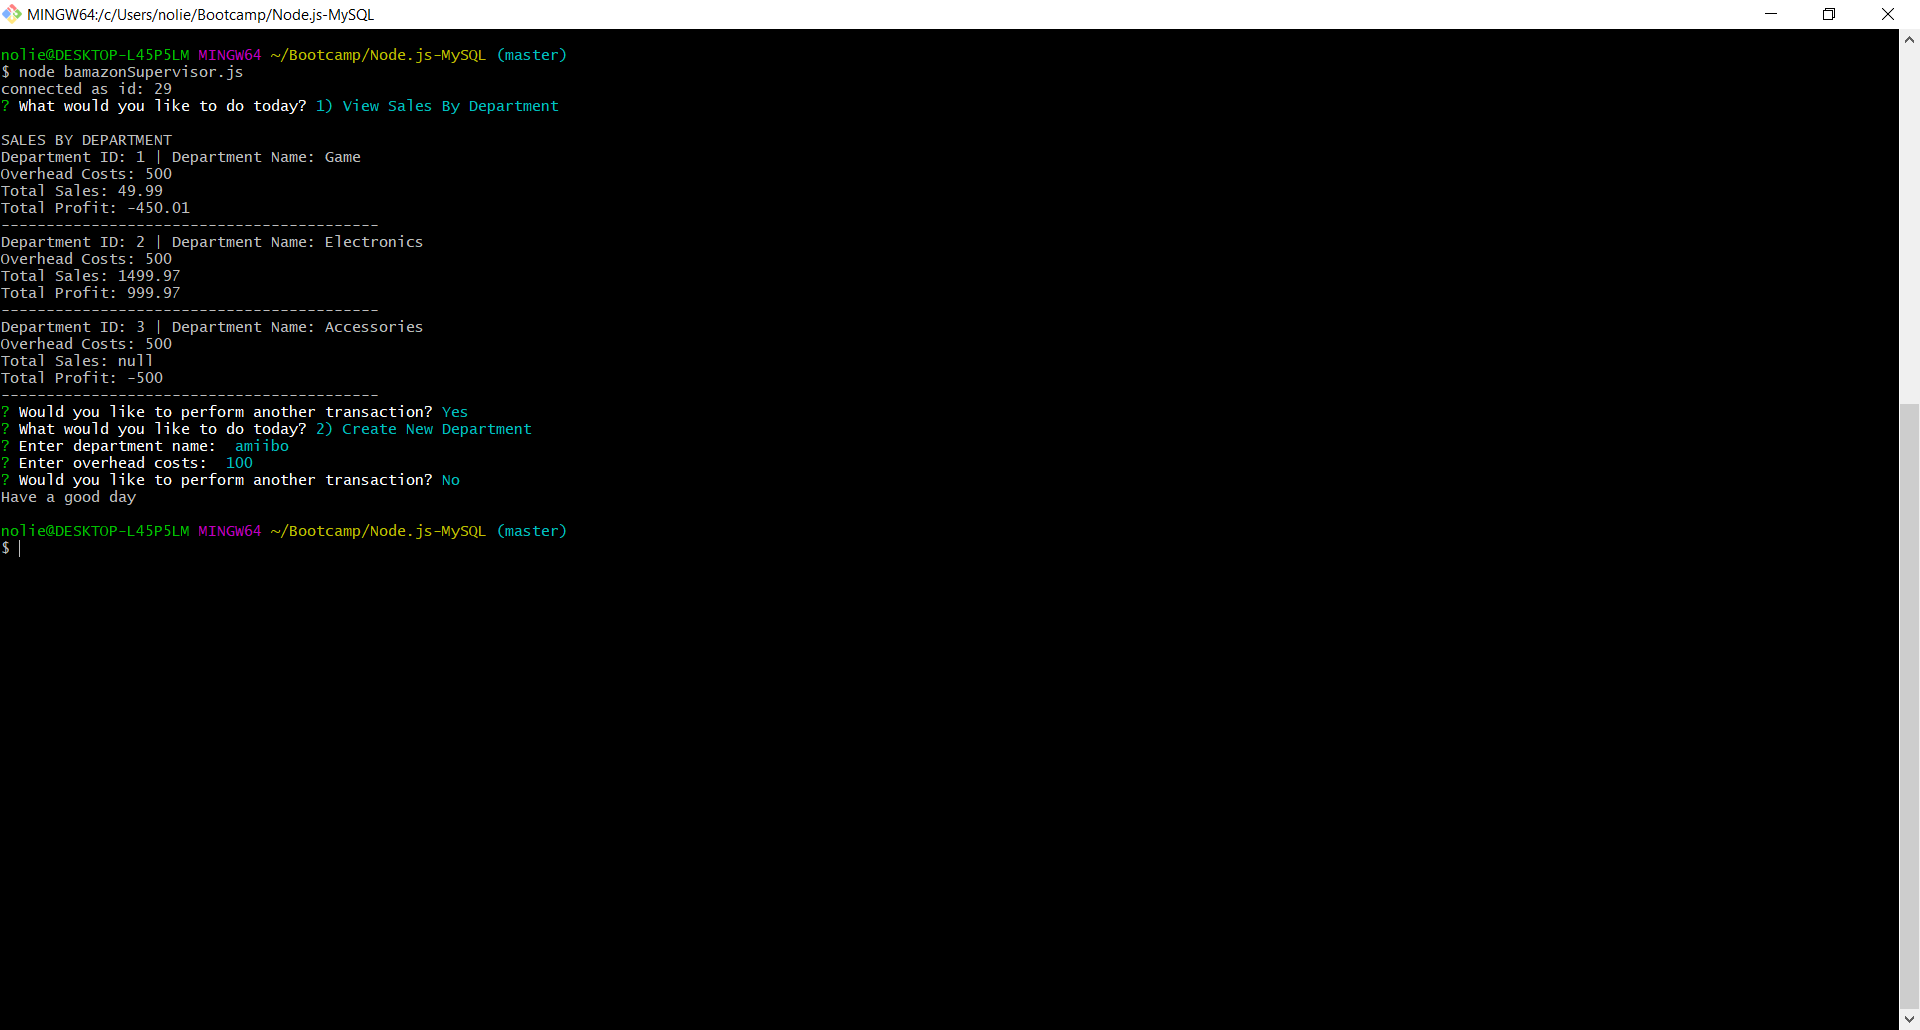 MINGW64:/c/Users/nolie/Bootcamp/Node.js-MySQL
nolie@DESKTOP-L45P5LM MINGW64 ~/Bootcamp/Node.js-MySQL (master)
$ node bamazonSupervisor.js
connected as id: 29
? What would you like to do today? 1) View Sales By Department
SALES BY DEPARTMENT
Department ID: 1 | Department Name: Game
Overhead Costs: 500
Total Sales: 49.99
Total Profit: -450.01
------------------------------------------
Department ID: 2 | Department Name: Electronics
Overhead Costs: 500
Total Sales: 1499.97
Total Profit: 999.97
------------------------------------------
Department ID: 3 | Department Name: Accessories
Overhead Costs: 500
Total Sales: null
Total Profit: -500
------------------------------------------
? Would you like to perform another transaction? Yes
? What would you like to do today? 2) Create New Department
? Enter department name:  amiibo
? Enter overhead costs:  100
? Would you like to perform another transaction? No
Have a good day
nolie@DESKTOP-L45P5LM MINGW64 ~/Bootcamp/Node.js-MySQL (master)
$